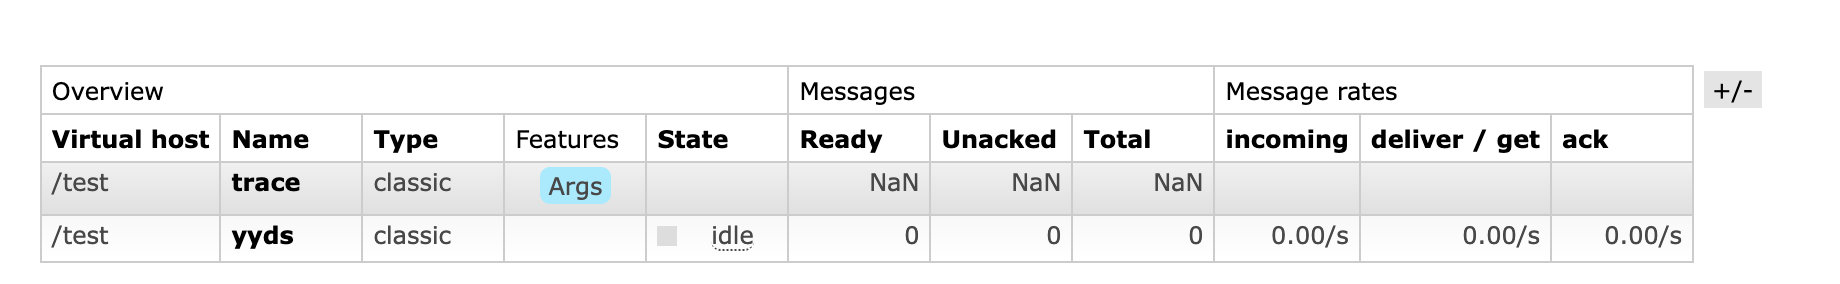 Overview Messages Message rates +/-
Virtual host Name Type Features State Ready Unacked Total incoming deliver / get ack
/test trace classic Args NaN NaN NaN
/test yyds classic idle 0 0 0 0.00/s 0.00/s 0.00/s